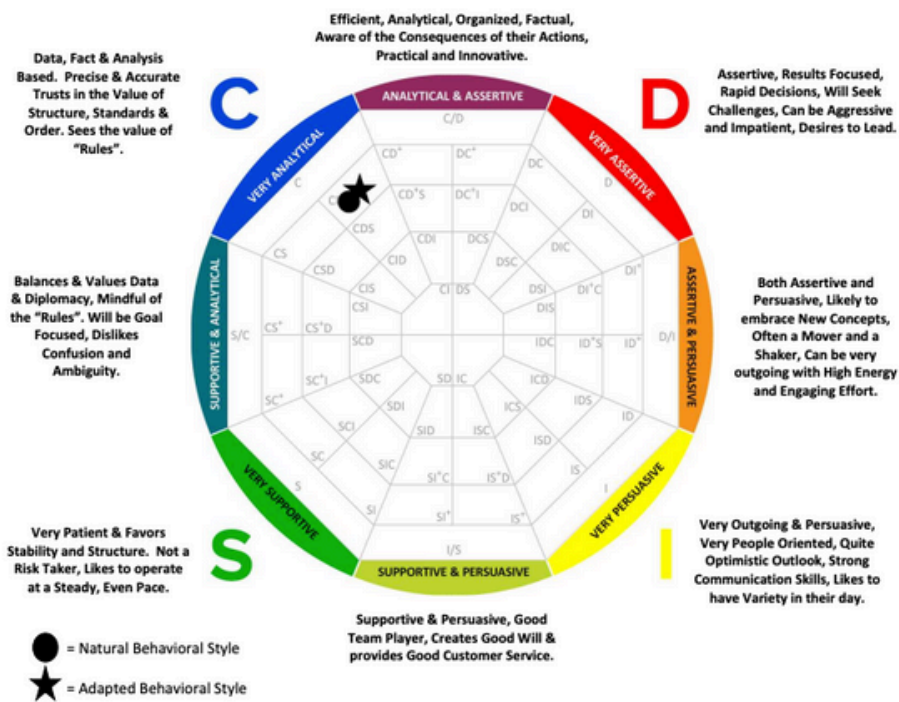 Efficient, Analytical, Organized, Factual,
Aware of the Consequences of their Actions,
Practical and Innovative.
Data, Fact & Analysis
Based. Precise & Accurate
Trusts in the Value of
Structure, Standards &
Order. Sees the value of
“Rules”.
C
D
Assertive, Results Focused,
Rapid Decisions, Will Seek
Challenges, Can be Aggressive
and Impatient, Desires to Lead.
ANALYTICAL & ASSERTIVE
VERY ANALYTICAL
VERY ASSERTIVE
C/D
CD+
DC+
DC
C
D
CD+S
DC+I
DCI
DI
CDS
CDI
DCS
DIC
CS
CSD
CID
DSC
DI+
CIS
CI
DS
DSI
DI+C
CSI
DIS
Balances & Values Data
& Diplomacy, Mindful of
the “Rules”. Will be Goal
Focused, Dislikes
Confusion and
Ambiguity.
SUPPORTIVE & ANALYTICAL
S/C
CS+
CS+D
SCD
IDC
ID+S
ID+
D/I
ASSERTIVE & PERSUASIVE
Both Assertive and
Persuasive, Likely to
embrace New Concepts,
Often a Mover and a
Shaker, Can be very
outgoing with High Energy
and Engaging Effort.
SC+
SC+I
SDC
SD
IC
ICD
IDS
ID
SDI
ICS
SCI
SID
ISC
ISD
SC
SIC
IS
S
SI+C
IS+D
I
SI
SI+
IS+
I/S
VERY SUPPORTIVE
VERY PERSUASIVE
SUPPORTIVE & PERSUASIVE
Very Patient & Favors
Stability and Structure. Not a
Risk Taker, Likes to operate
at a Steady, Even Pace.
S
I
Very Outgoing & Persuasive,
Very People Oriented, Quite
Optimistic Outlook, Strong
Communication Skills, Likes to
have Variety in their day.
Supportive & Persuasive, Good
Team Player, Creates Good Will &
provides Good Customer Service.
= Natural Behavioral Style
= Adapted Behavioral Style